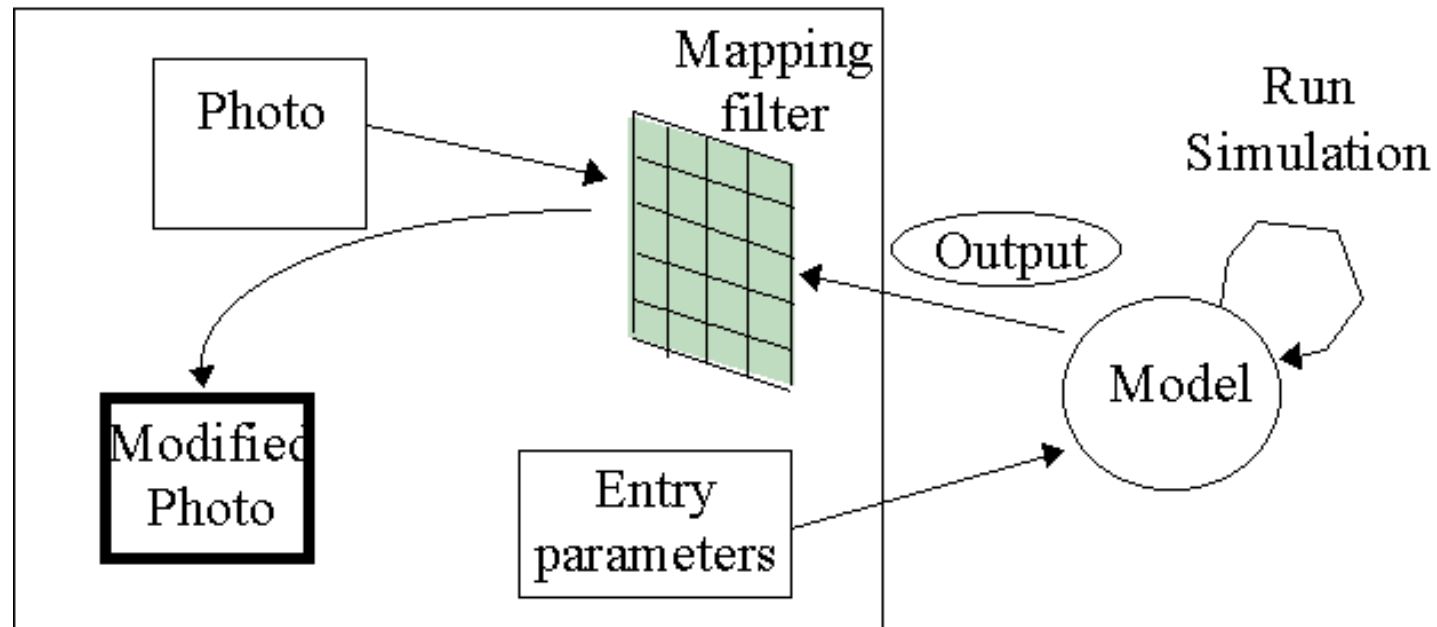 Photo
Mapping
filter
Run
Simulation
Output
Model
Modified
Photo
Entry
parameters